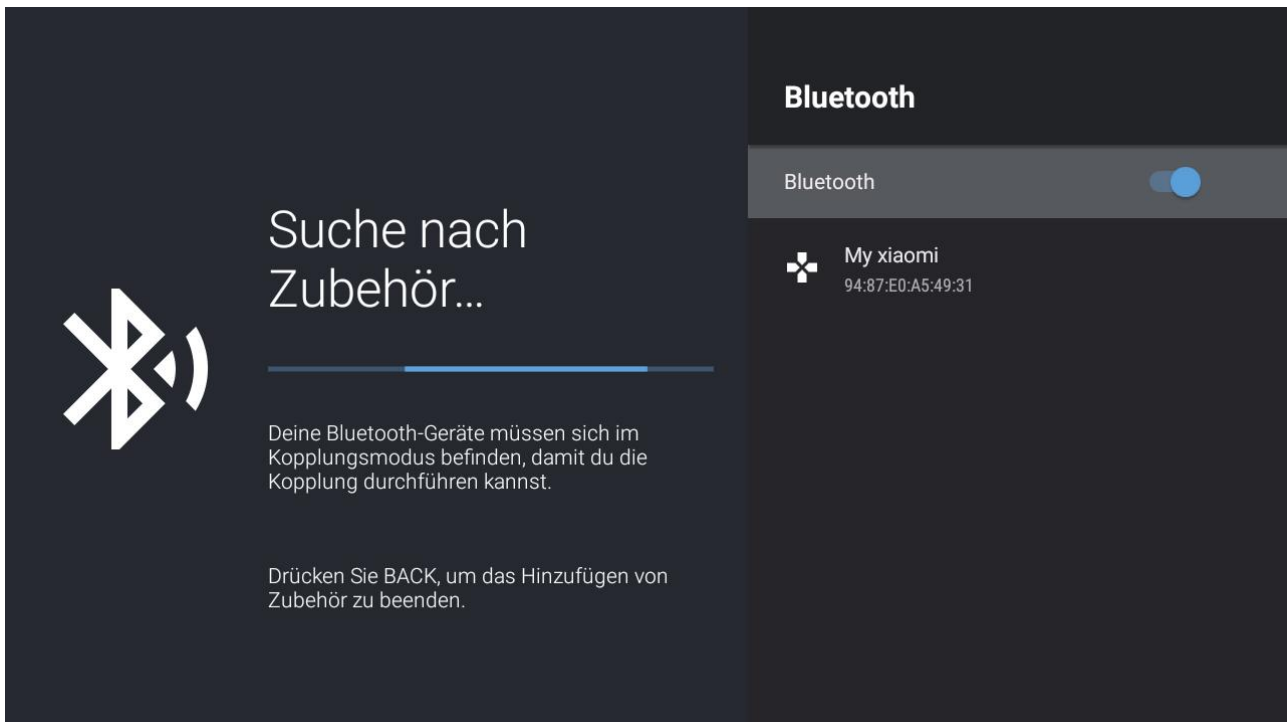 Suche nach
Zubehör...
Deine Bluetooth-Geräte müssen sich im
Kopplungsmodus befinden, damit du die
Kopplung durchführen kannst.
Drücken Sie BACK, um das Hinzufügen von
Zubehör zu beenden.
Bluetooth
Bluetooth
My xiaomi
94:87:E0:A5:49:31